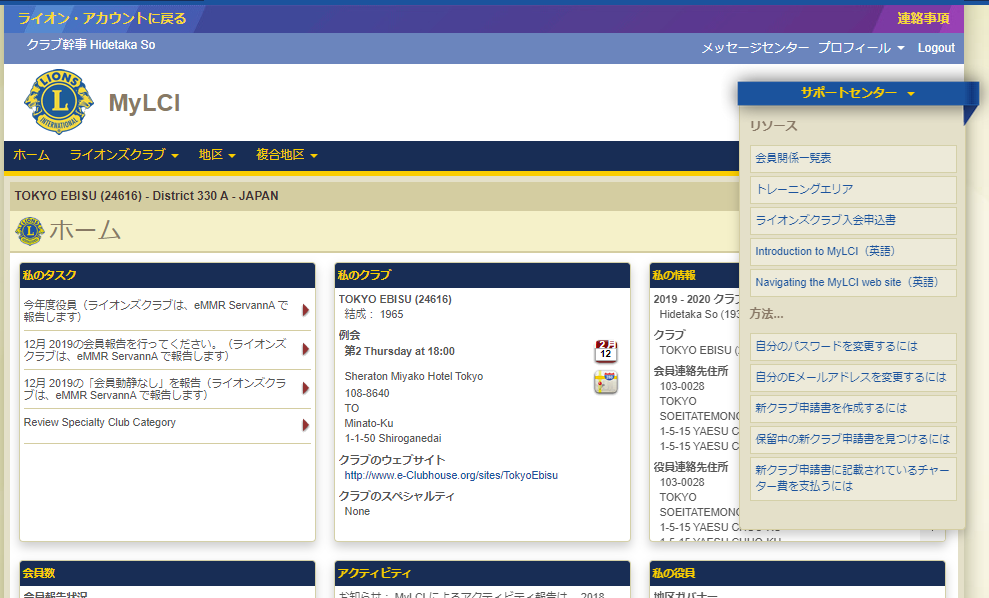 ライオン・アカウントに戻る
連絡事項
クラブ幹事 Hidetaka So
メッセージセンター プロフィール Logout
LIONS
L
INTERNATIONAL
MyLCI
サポートセンター
ホーム ライオンズクラブ 地区 複合地区
TOKYO EBISU (24616) - District 330 A - JAPAN
ホーム
私のタスク
今年度役員（ライオンズクラブは、eMMR ServannA で
報告します）
12月 2019の会員報告を行ってください。（ライオンズ
クラブは、eMMR ServannA で報告します）
12月 2019の「会員動静なし」を報告（ライオンズクラ
ブは、eMMR ServannA で報告します）
Review Specialty Club Category
私のクラブ
TOKYO EBISU (24616)
結成： 1965
例会
第2 Thursday at 18:00
2月
12
Sheraton Miyako Hotel Tokyo
108-8640
TO
Minato-Ku
1-1-50 Shiroganedai
クラブのウェブサイト
http://www.e-Clubhouse.org/sites/TokyoEbisu
クラブのスペシャルティ
None
私の情報
2019 - 2020 クラブ
Hidetaka So (193
クラブ
TOKYO EBISU (
会員連絡先住所
103-0028
TOKYO
SOEITATEMONO
1-5-15 YAESU C
1-5-15 YAESU C
役員連絡先住所
103-0028
TOKYO
SOEITATEMONO
1-5-15 YAESU CHUO-KU
1-5-15 YAESU CHUO-KU
リソース
会員関係一覧表
トレーニングエリア
ライオンズクラブ入会申込書
Introduction to MyLCI（英語）
Navigating the MyLCI web site（英語）
方法...
自分のパスワードを変更するには
自分のEメールアドレスを変更するには
新クラブ申請書を作成するには
保留中の新クラブ申請書を見つけるには
新クラブ申請書に記載されているチャー
ター費を支払うには
会員数
会員報告状況
アクティビティ
お知らせ： MyLCIによるアクティビティ報告は、 2018
私の役員
地区ガバナー